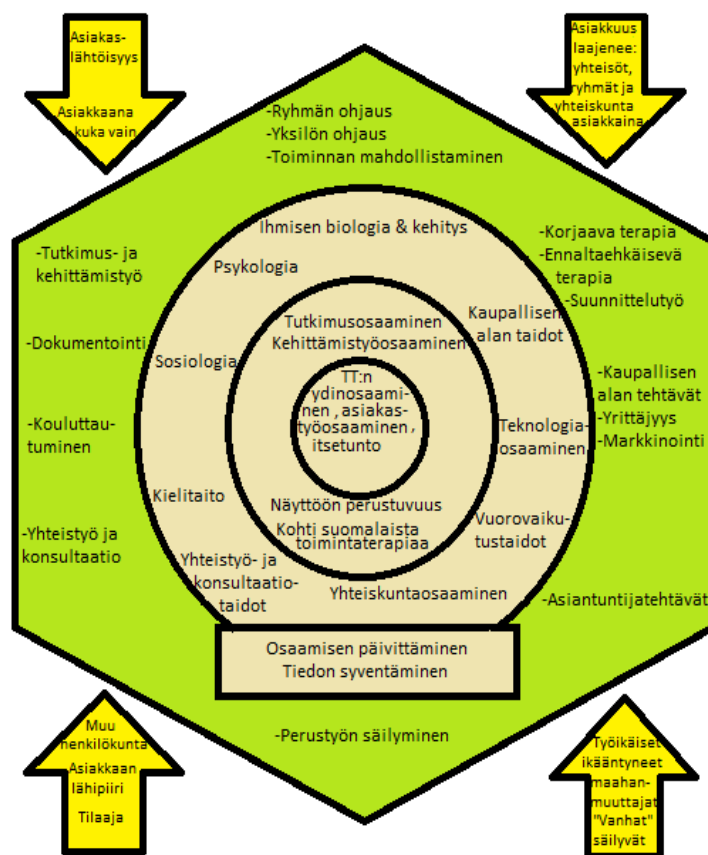 Asiakas-
lähtöisyys
Asiakkaana
kuka vain
Asiakkuus
laajenee:
yhteisöt,
ryhmät ja
yhteiskunta
asiakkaina
-Ryhmän ohjaus
-Yksilön ohjaus
-Toiminnan mahdollistaminen
-Tutkimus- ja
kehittämistyö
-Dokumentointi
-Kouluttau-
tuminen
-Yhteistyö ja
konsultaatio
Ihmisen biologia & kehitys
Psykologia
Sosiologia
Kielitaito
Yhteistyö- ja
konsultaatio-
taidot
Tutkimusosaaminen
Kehittämistyöosaaminen
TT:n
ydinosaami-
nen , asiakas-
työosaaminen ,
itsetunto
Näyttöön perustuvuus
Kohti suomalaista
toimintaterapiaa
Yhteiskuntaosaaminen
Kaupallisen
alan taidot
Teknologia-
osaaminen
Vuorovaiku-
tustaidot
-Korjaava terapia
-Ennaltaehkäisevä
terapia
-Suunnittelutyö
-Kaupallisen
alan tehtävät
-Yrittäjyys
-Markkinointi
-Asiantuntijatehtävät
Osaamisen päivittäminen
Tiedon syventäminen
-Perustyön säilyminen
Muu
henkilökunta
Asiakkaan
lähipiiri
Tilaaja
Työikäiset
ikääntyneet
maahan-
muuttajat
"Vanhat"
säilyvät